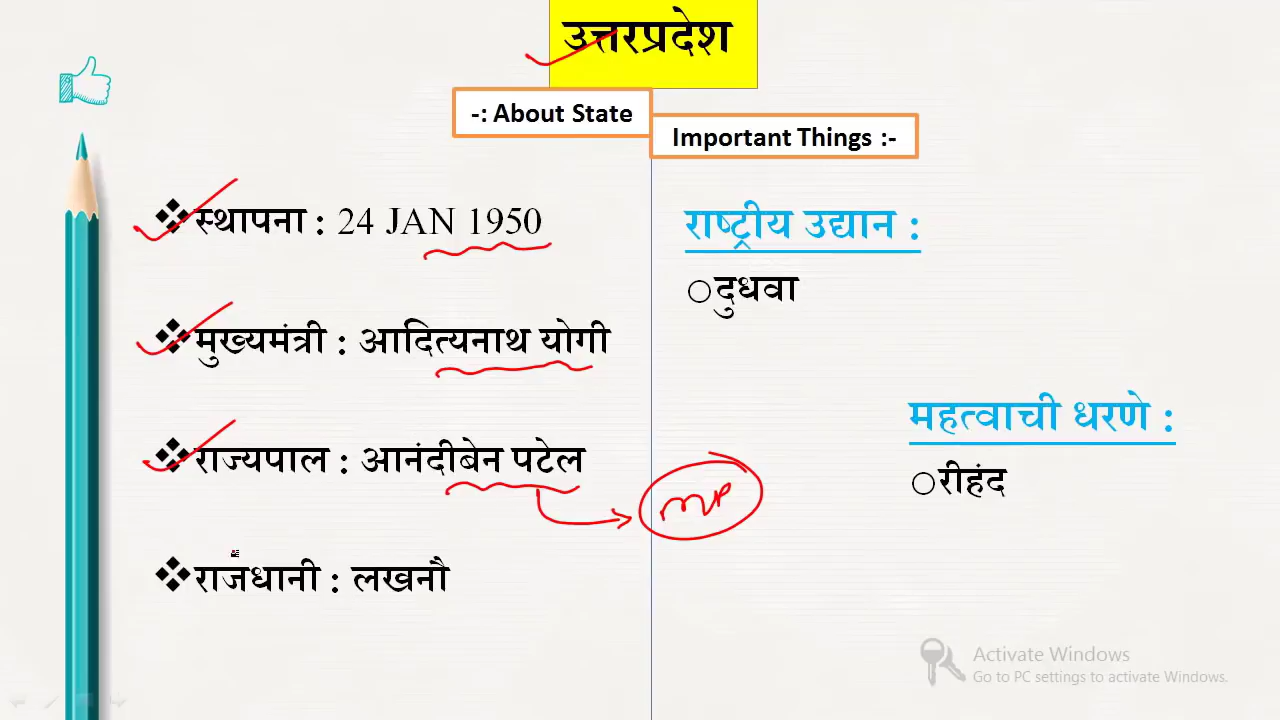 उत्तरप्रदेश
-: About State
Important Things :-
❖स्थापना : 24 JAN 1950
❖मुख्यमंत्री : आदित्यनाथ योगी
❖राज्यपाल : आनंदीबेन पटेल
MP
❖राजधानी : लखनौ
राष्ट्रीय उद्यान :
○दुधवा
महत्वाची धरणे :
○रीहंद
Activate Windows
Go to PC settings to activate Windows.